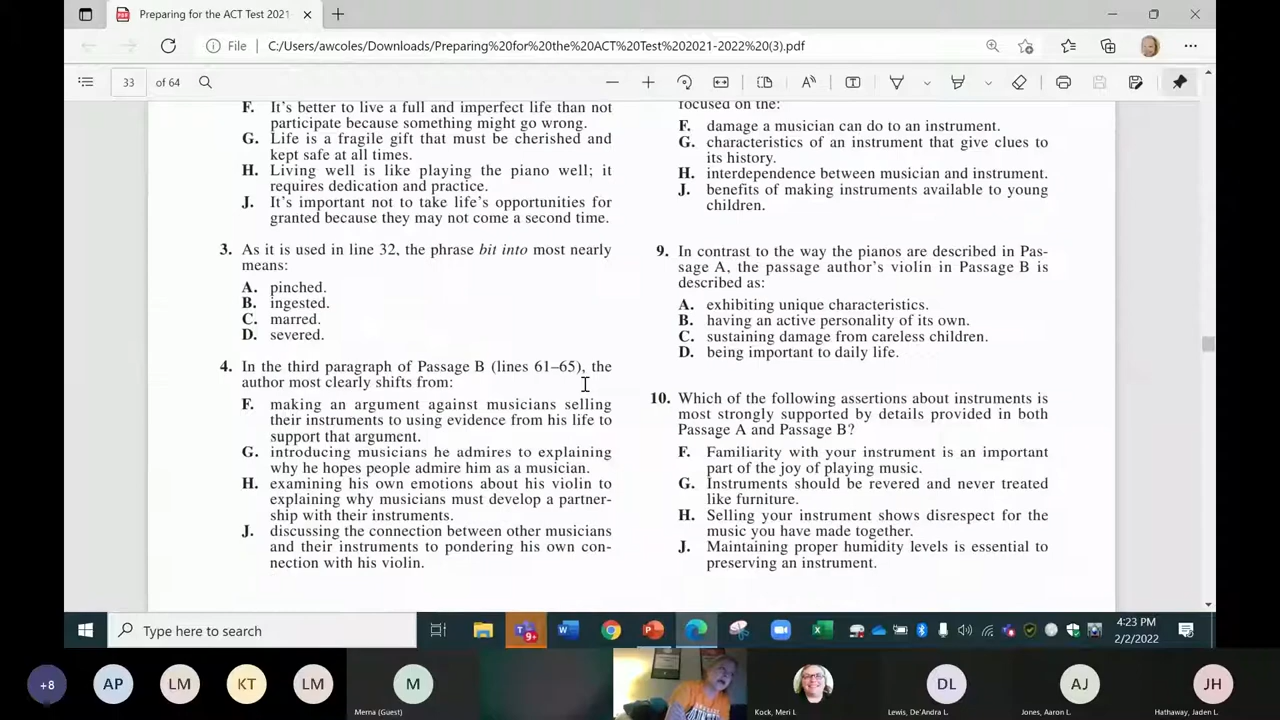 Preparing for the ACT Test 2021
File
C:/Users/awcoles/Downloads/Preparing%20for%20the%20ACT%20Test%202021-2022%20(3).pdf
33 of 64
F. It's better to live a full and imperfect life than not
participate because something might go wrong.
G. Life is a fragile gift that must be cherished and
kept safe at all times.
H. Living well is like playing the piano well; it
requires dedication and practice.
J. It's important not to take life's opportunities for
granted because they may not come a second time.
3. As it is used in line 32, the phrase bit into most nearly
means:
A. pinched.
B. ingested.
C. marred.
D. severed.
4. In the third paragraph of Passage B (lines 61–65), the
author most clearly shifts from:
F. making an argument against musicians selling
their instruments to using evidence from his life to
support that argument.
G. introducing musicians he admires to explaining
why he hopes people admire him as a musician.
H. examining his own emotions about his violin to
explaining why musicians must develop a partner-
ship with their instruments.
J. discussing the connection between other musicians
and their instruments to pondering his own con-
nection with his violin.
focused on the:
F. damage a musician can do to an instrument.
G. characteristics of an instrument that give clues to
its history.
H. interdependence between musician and instrument.
J. benefits of making instruments available to young
children.
9. In contrast to the way the pianos are described in Pas-
sage A, the passage author's violin in Passage B is
described as:
A. exhibiting unique characteristics.
B. having an active personality of its own.
C. sustaining damage from careless children.
D. being important to daily life.
10. Which of the following assertions about instruments is
most strongly supported by details provided in both
Passage A and Passage B?
F. Familiarity with your instrument is an important
part of the joy of playing music.
G. Instruments should be revered and never treated
like furniture.
H. Selling your instrument shows disrespect for the
music you have made together.
J. Maintaining proper humidity levels is essential to
preserving an instrument.
Type here to search
9+
4:23 PM
2/2/2022
+8
AP
LM
KT
LM
M
Merna (Guest)
Kock, Meri L
DL
Lewis, De'Andra L.
AJ
Jones, Aaron L.
JH
Hathaway, Jaden L.